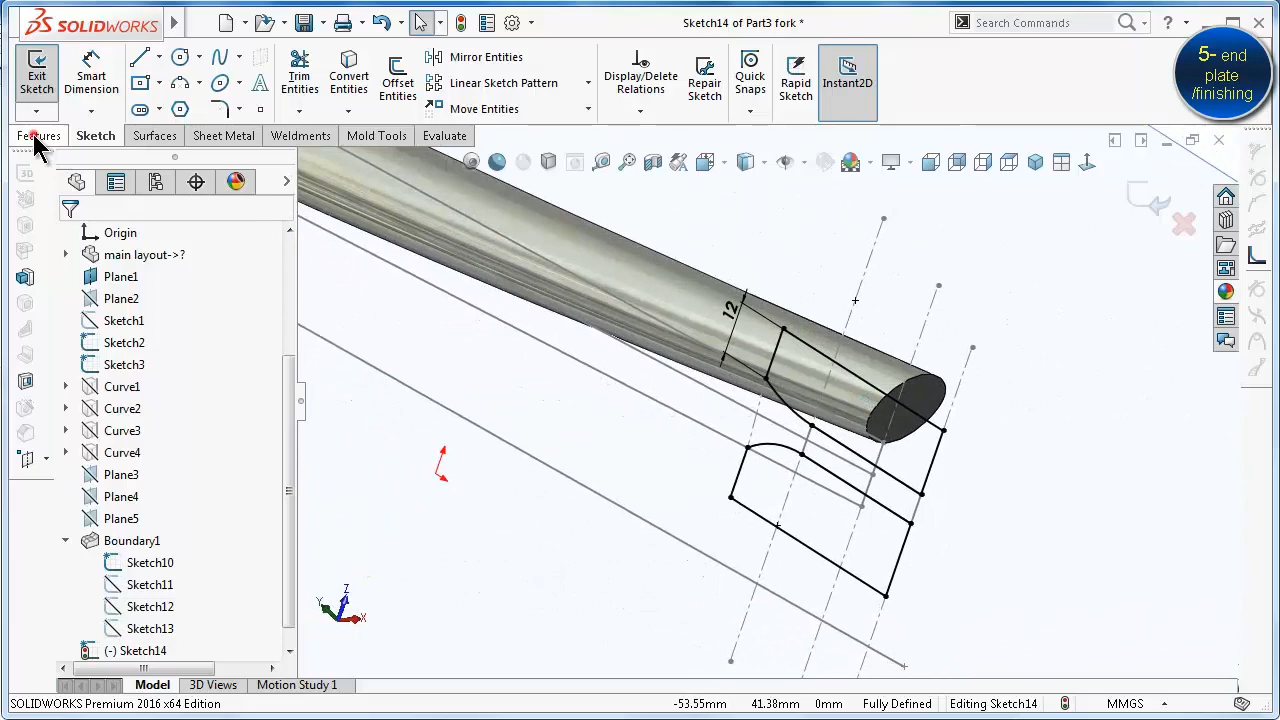 SOLIDWORKS
Sketch14 of Part3 fork *
Search Commands
?
5- end
plate
/finishing
Exit
Sketch
Smart
Dimension
Trim
Entities
Convert
Entities
Offset
Entities
Mirror Entities
Linear Sketch Pattern
Move Entities
Display/Delete
Relations
Repair
Sketch
Quick
Snaps
Rapid
Sketch
Instant2D
Features
Sketch
Surfaces
Sheet Metal
Weldments
Mold Tools
Evaluate
Origin
main layout->?
Plane1
Plane2
Sketch1
Sketch2
Sketch3
Curve1
Curve2
Curve3
Curve4
Plane3
Plane4
Plane5
Boundary1
Sketch10
Sketch11
Sketch12
Sketch13
(-) Sketch14
12
Z
Y
X
Model
3D Views
Motion Study 1
SOLIDWORKS Premium 2016 x64 Edition
-53.55mm
41.38mm
0mm
Fully Defined
Editing Sketch14
MMGS